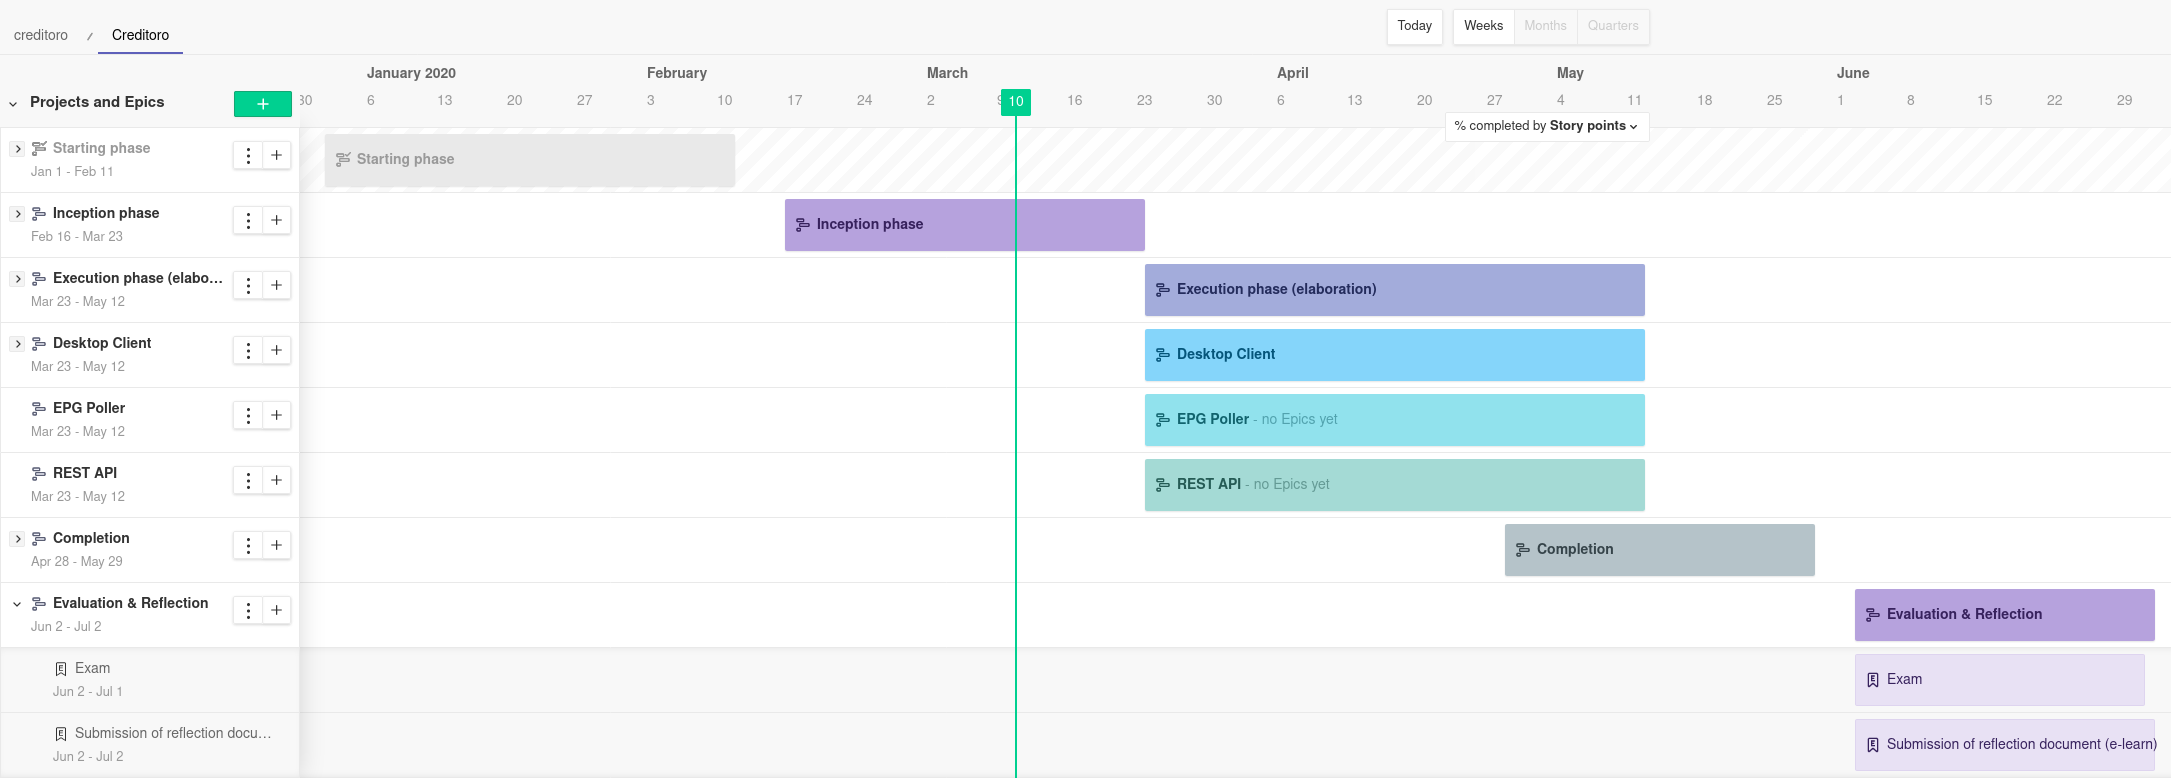 creditoro / Creditoro
Today Weeks Months Quarters
January 2020 February March April May June
Projects and Epics +
30 6 13 20 27 3 10 17 24 2 9 10 16 23 30 6 13 20 27 4 11 18 25 1 8 15 22 29
% completed by Story points
Starting phase
Jan 1 - Feb 11
Starting phase
Inception phase
Feb 16 - Mar 23
Inception phase
Execution phase (elabo...
Mar 23 - May 12
Execution phase (elaboration)
Desktop Client
Mar 23 - May 12
Desktop Client
EPG Poller
Mar 23 - May 12
EPG Poller - no Epics yet
REST API
Mar 23 - May 12
REST API - no Epics yet
Completion
Apr 28 - May 29
Completion
Evaluation & Reflection
Jun 2 - Jul 2
Evaluation & Reflection
Exam
Jun 2 - Jul 1
Exam
Submission of reflection docu...
Jun 2 - Jul 2
Submission of reflection document (e-learn)